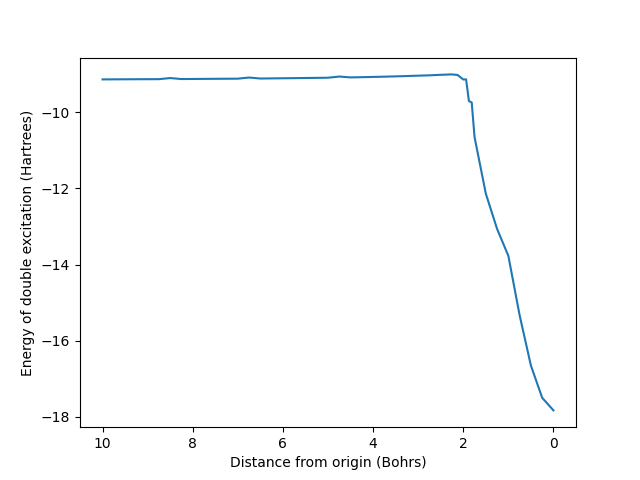 −10
−12
−14
−16
−18
Energy of double excitation (Hartrees)
10 8 6 4 2 0
Distance from origin (Bohrs)